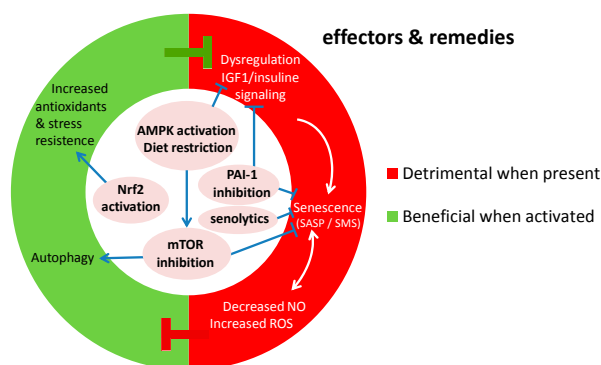 effectors & remedies
Dysregulation
IGF1/insuline
signaling
Increased
antioxidants
& stress
resistence
AMPK activation
Diet restriction
PAI-1
inhibition
Nrf2
activation
senolytics
Senescence
(SASP / SMS)
mTOR
inhibition
Autophagy
Decreased NO
Increased ROS
Detrimental when present
Beneficial when activated